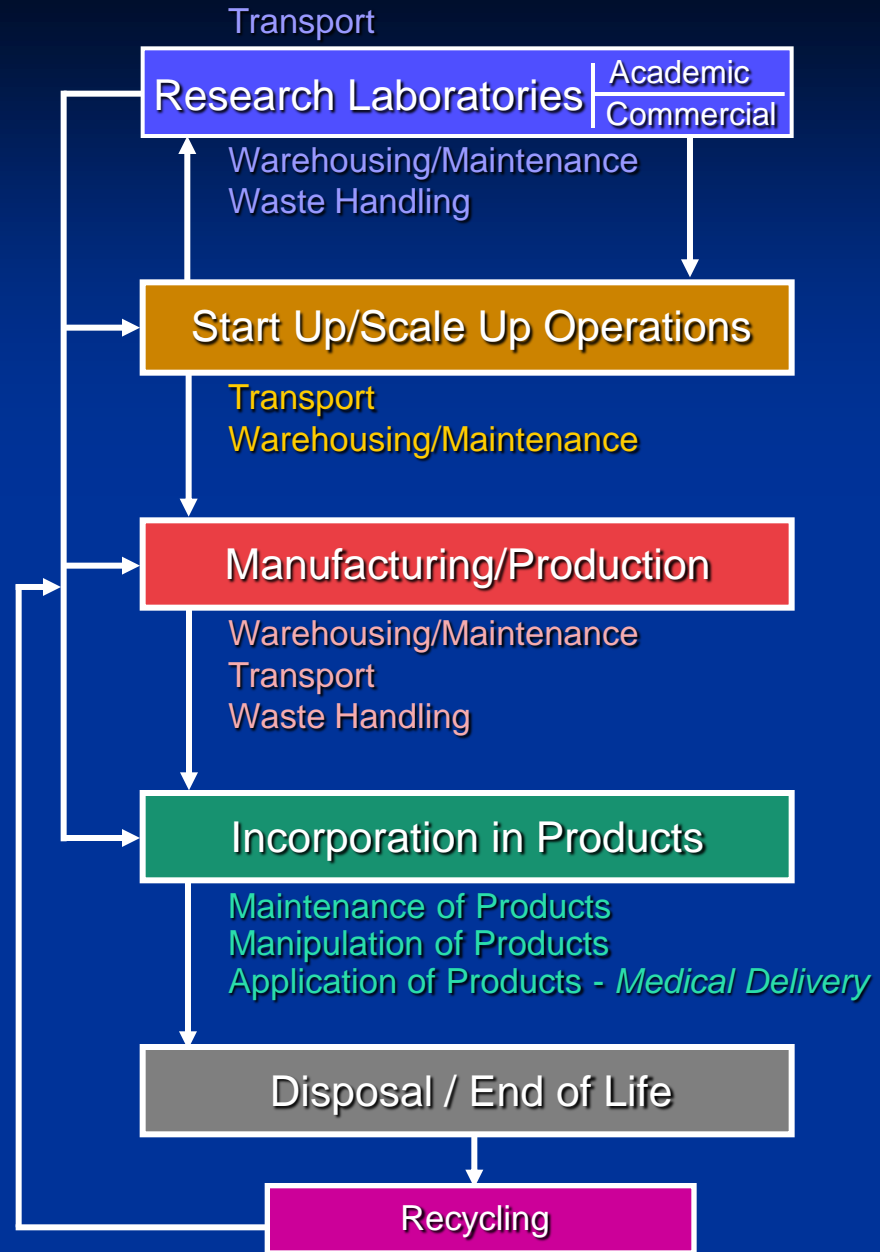 Transport
Research Laboratories
Academic
Commercial
Warehousing/Maintenance
Waste Handling
Start Up/Scale Up Operations
Transport
Warehousing/Maintenance
Manufacturing/Production
Warehousing/Maintenance
Transport
Waste Handling
Incorporation in Products
Maintenance of Products
Manipulation of Products
Application of Products - Medical Delivery
Disposal / End of Life
Recycling